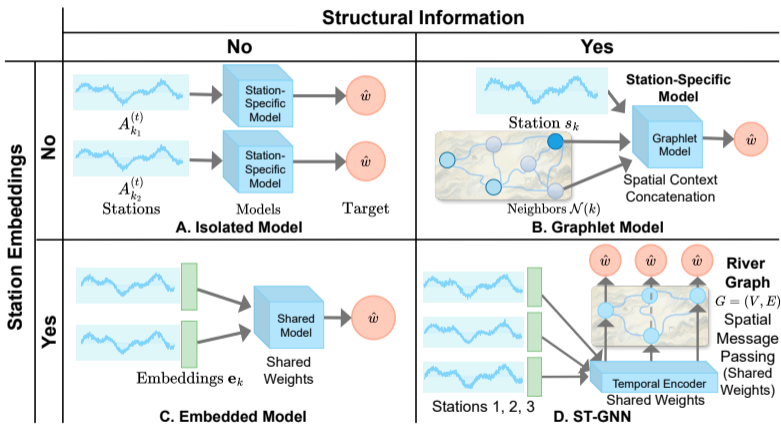 Structural Information
No
Yes
Station Embeddings
No
Yes
Station-
Specific
Model
ŵ
A_{k_1}^{(t)}
Station-
Specific
Model
ŵ
A_{k_2}^{(t)}
Stations
Models
Target
A. Isolated Model
Station-Specific
Model
Station s_k
Graphlet
Model
ŵ
Spatial Context
Concatenation
Neighbors N(k)
B. Graphlet Model
Shared
Model
ŵ
Shared
Weights
Embeddings e_k
C. Embedded Model
ŵ
ŵ
ŵ
River
Graph
G = (V, E)
Spatial
Message
Passing
(Shared
Weights)
Temporal Encoder
Shared Weights
Stations 1, 2, 3
D. ST-GNN